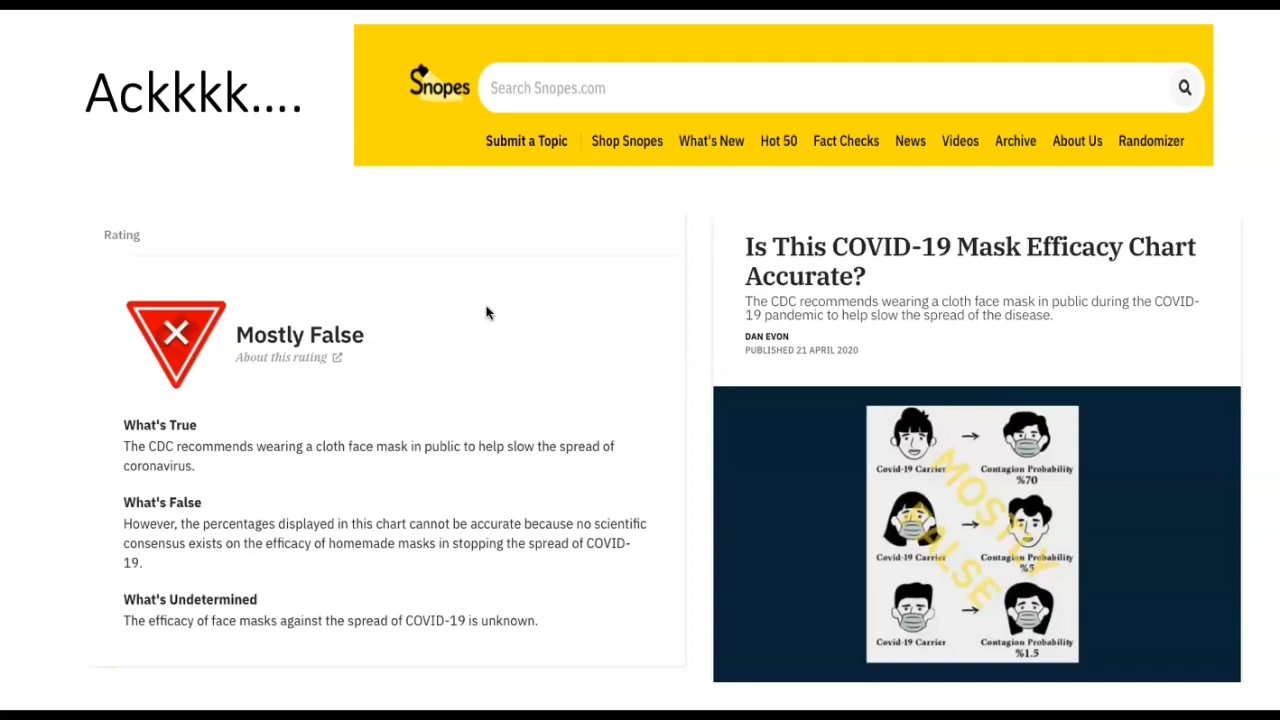 Ackkkk....
Snopes
Search Snopes.com
Submit a Topic Shop Snopes What's New Hot 50 Fact Checks News Videos Archive About Us Randomizer
Rating
Mostly False
About this rating
What's True
The CDC recommends wearing a cloth face mask in public to help slow the spread of
coronavirus.
What's False
However, the percentages displayed in this chart cannot be accurate because no scientific
consensus exists on the efficacy of homemade masks in stopping the spread of COVID-
19.
What's Undetermined
The efficacy of face masks against the spread of COVID-19 is unknown.
Is This COVID-19 Mask Efficacy Chart
Accurate?
The CDC recommends wearing a cloth face mask in public during the COVID-
19 pandemic to help slow the spread of the disease.
DAN EVON
PUBLISHED 21 APRIL 2020
Covid-19 Carrier Contagion Probability
%70
Covid-19 Carrier Contagion Probability
%5
Covid-19 Carrier Contagion Probability
%1.5
MOSTLY
FALSE